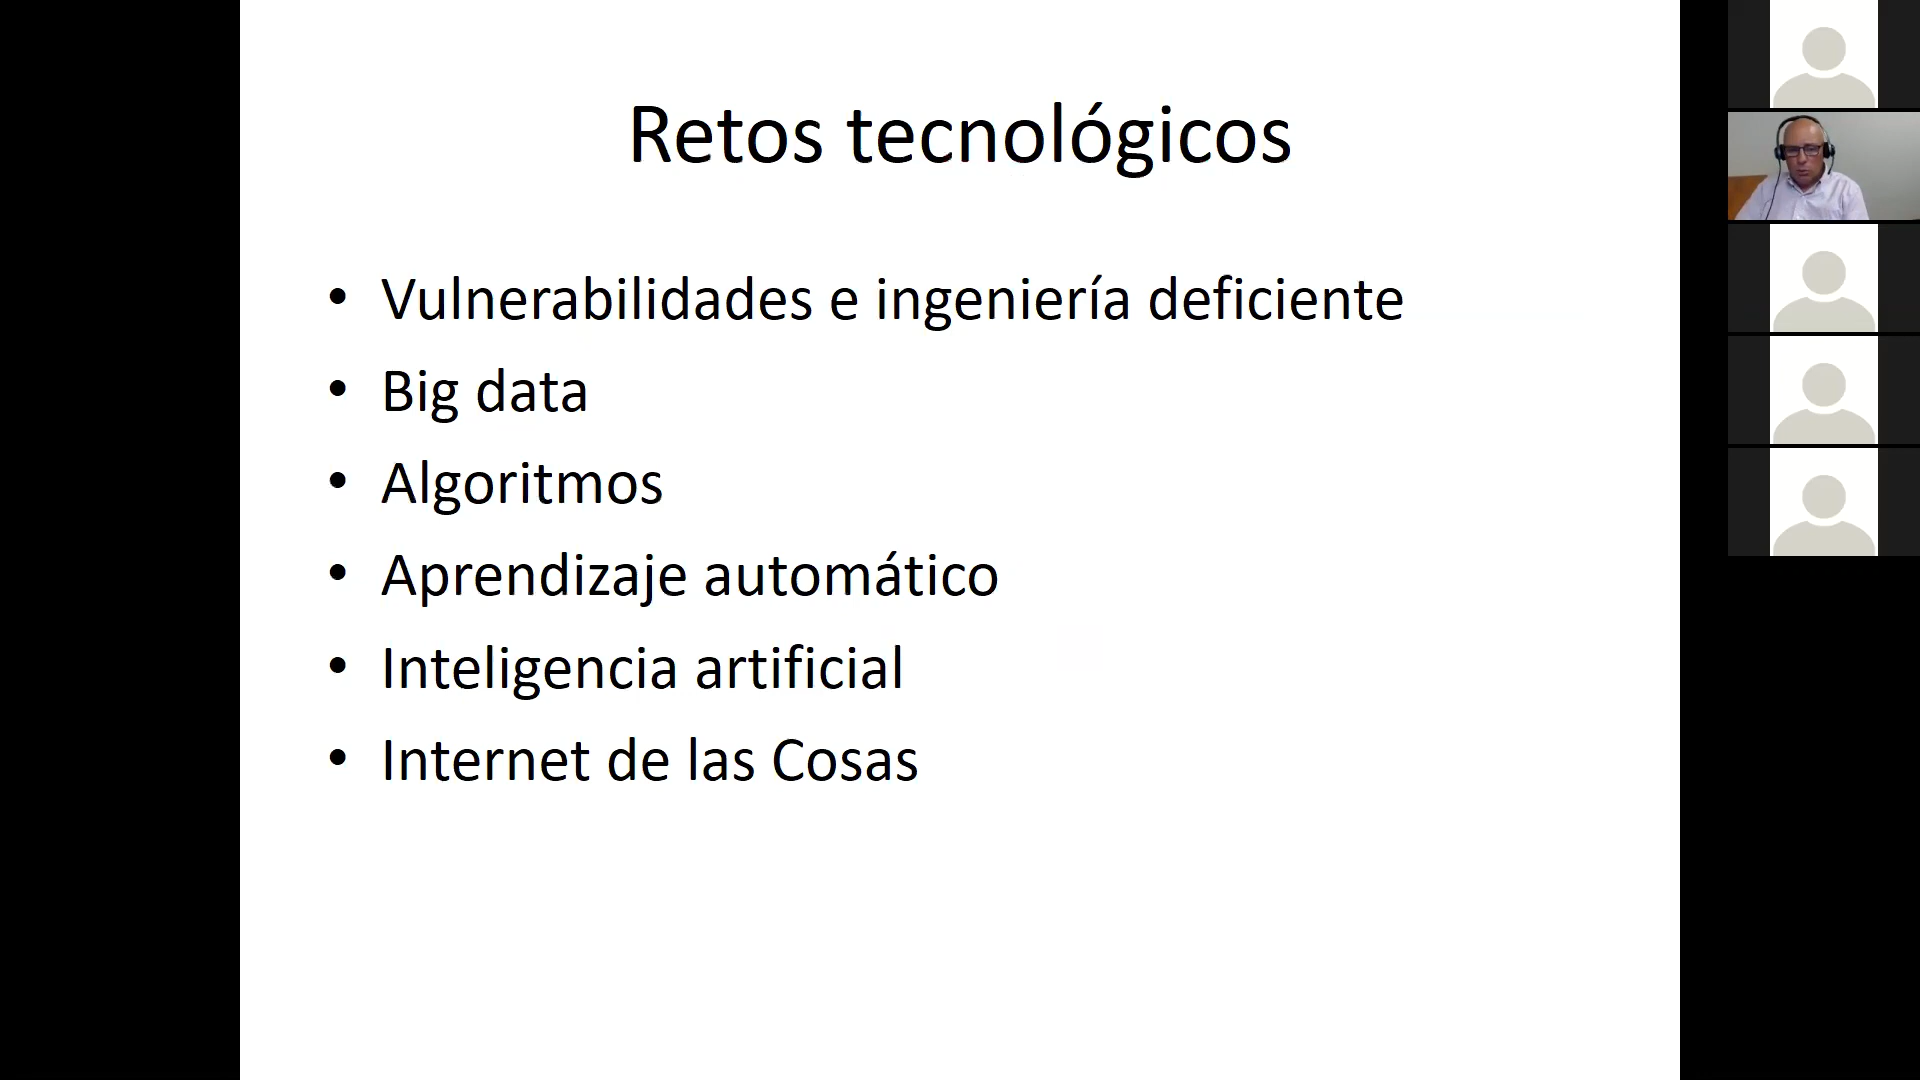 Retos tecnológicos
• Vulnerabilidades e ingeniería deficiente
• Big data
• Algoritmos
• Aprendizaje automático
• Inteligencia artificial
• Internet de las Cosas